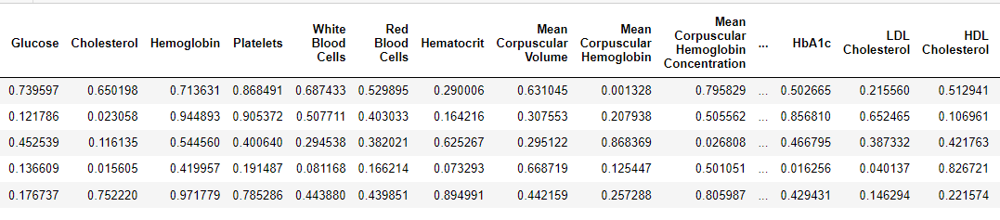 Glucose Cholesterol Hemoglobin Platelets White Blood Cells Red Blood Cells Hematocrit Mean Corpuscular Volume Mean Corpuscular Hemoglobin Mean Corpuscular Hemoglobin Concentration ... HbA1c LDL Cholesterol HDL Cholesterol
0.739597 0.650198 0.713631 0.868491 0.687433 0.529895 0.290006 0.631045 0.001328 0.795829 ... 0.502665 0.215560 0.512941
0.121786 0.023058 0.944893 0.905372 0.507711 0.403033 0.164216 0.307553 0.207938 0.505562 ... 0.856810 0.652465 0.106961
0.452539 0.116135 0.544560 0.400640 0.294538 0.382021 0.625267 0.295122 0.868369 0.026808 ... 0.466795 0.387332 0.421763
0.136609 0.015605 0.419957 0.191487 0.081168 0.166214 0.073293 0.668719 0.125447 0.501051 ... 0.016256 0.040137 0.826721
0.176737 0.752220 0.971779 0.785286 0.443880 0.439851 0.894991 0.442159 0.257288 0.805987 ... 0.429431 0.146294 0.221574